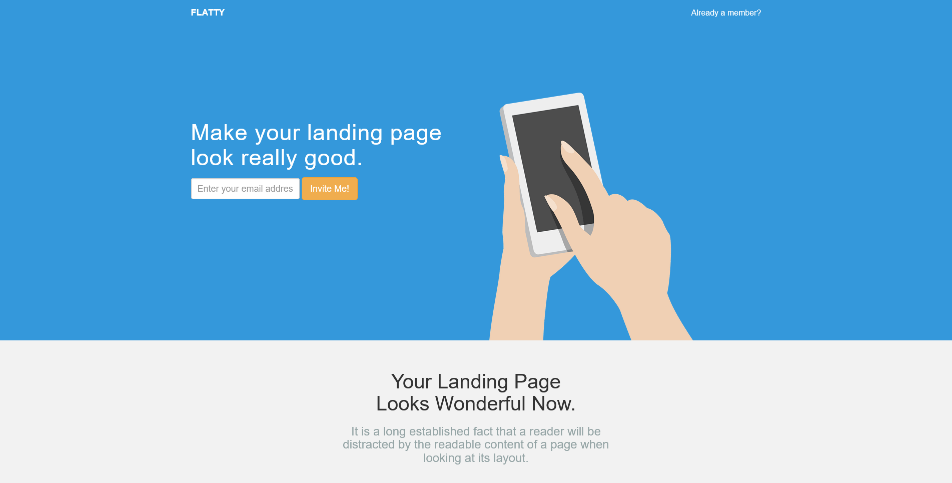 FLATTY
Already a member?
Make your landing page
look really good.
Enter your email addres
Invite Me!
Your Landing Page
Looks Wonderful Now.
It is a long established fact that a reader will be
distracted by the readable content of a page when
looking at its layout.